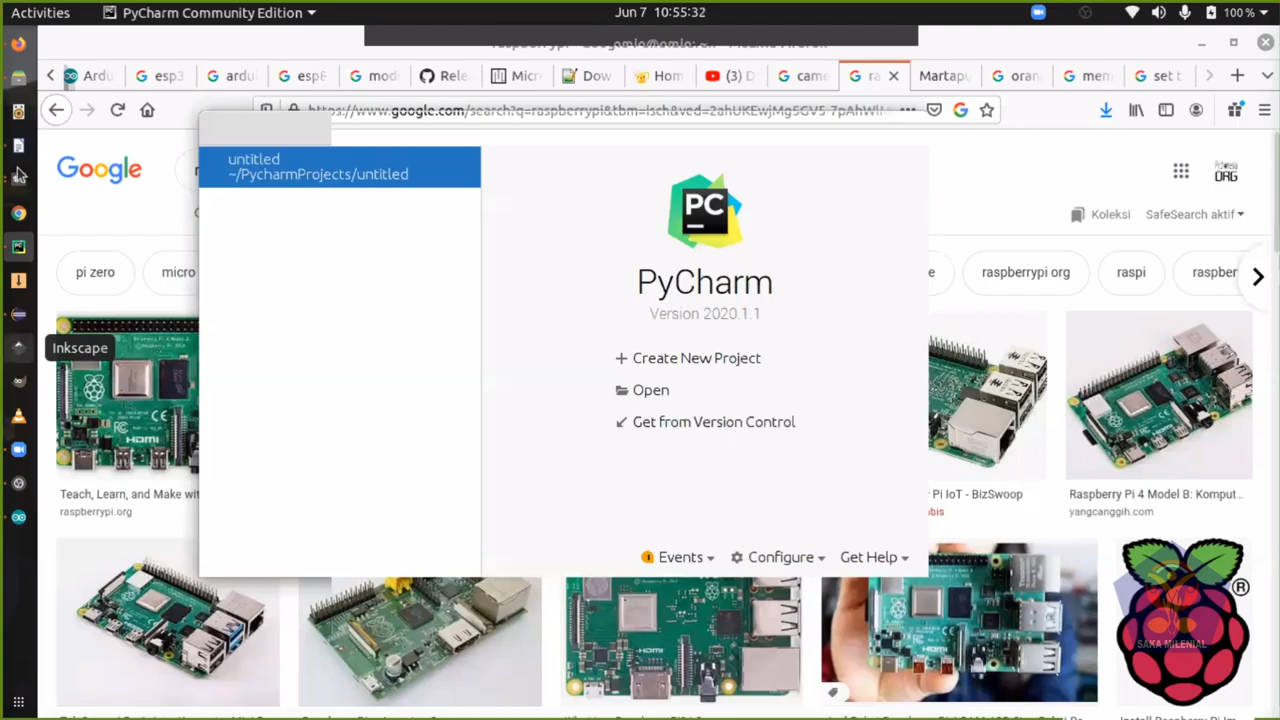 Activities PyCharm Community Edition Jun 7 10:55:32 100 %
Ardu esp3 ardui esp8 mod Rele Micr Dow Hom (3) D came ra Martapu oran mem set t
https://www.google.com/search?q=raspberrypi&tbm=isch&ved=2ahUKEwjMg5GV5
Google
Koleksi SafeSearch aktif
pi zero micro raspberrypi org raspi raspber
untitled
~/PycharmProjects/untitled
PC
PyCharm
Version 2020.1.1
Create New Project
Open
Get from Version Control
Events Configure Get Help
Inkscape
HDMI
Teach, Learn, and Make wit
raspberrypi.org
Pi IoT - BizSwoop
Raspberry Pi 4 Model B: Komput...
yangcanggih.com
SAKA MILENIAL
®